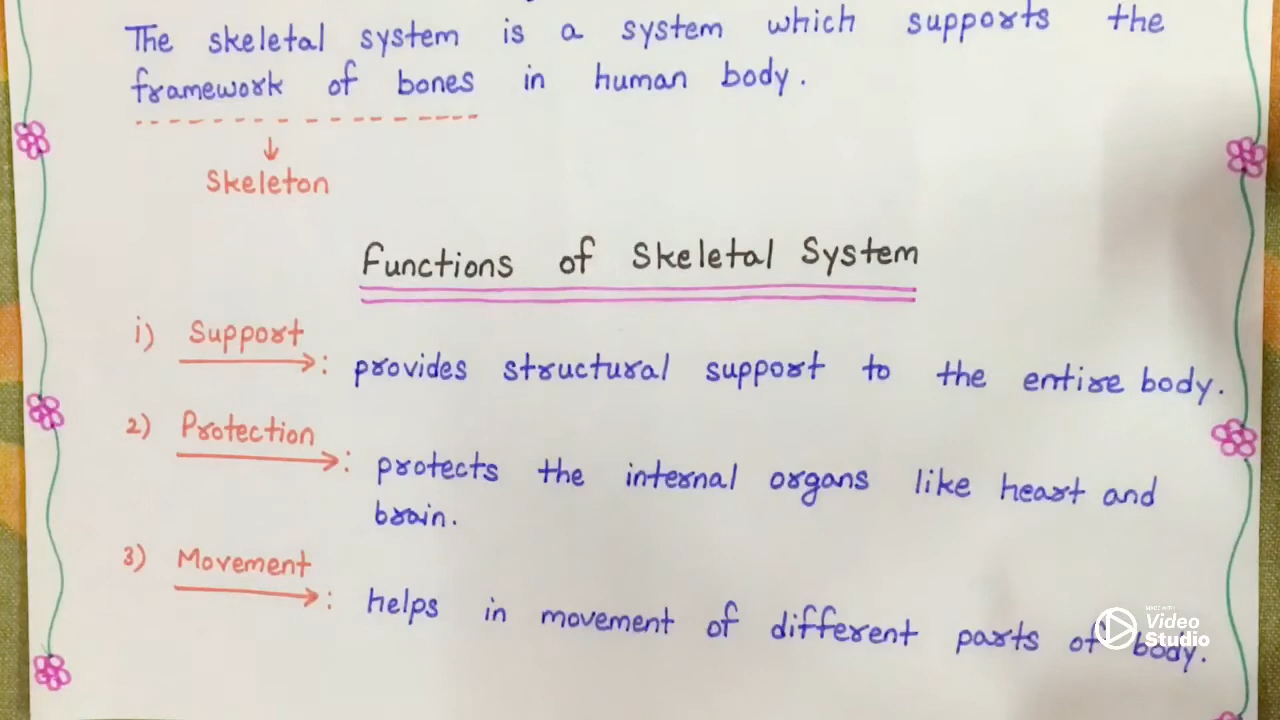 The skeletal system is a system which supports the
framework of bones in human body.
Skeleton
Functions of Skeletal System
i) Support : provides structural support to the entire body.
2) Protection : protects the internal organs like heart and
brain.
3) Movement : helps in movement of different parts of body.
MADE WITH
Video
Studio